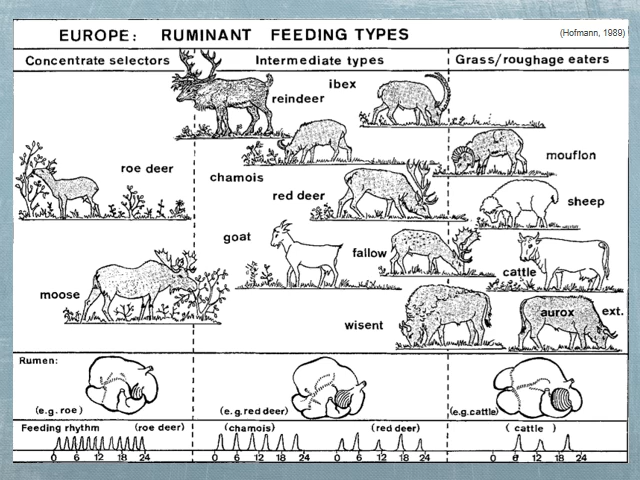 EUROPE: RUMINANT FEEDING TYPES
(Hofmann, 1989)
Concentrate selectors
Intermediate types
Grass/roughage eaters
ibex
reindeer
mouflon
roe deer
chamois
red deer
sheep
goat
fallow
cattle
moose
wisent
aurox
ext.
Rumen:
(e.g. roe)
(e.g. red deer)
(e.g. cattle)
Feeding rhythm
(roe deer)
(chamois)
(red deer)
( cattle )
0 6 12 18 24
0 6 12 18 24
0 6 12 18 24
0 6 12 18 24